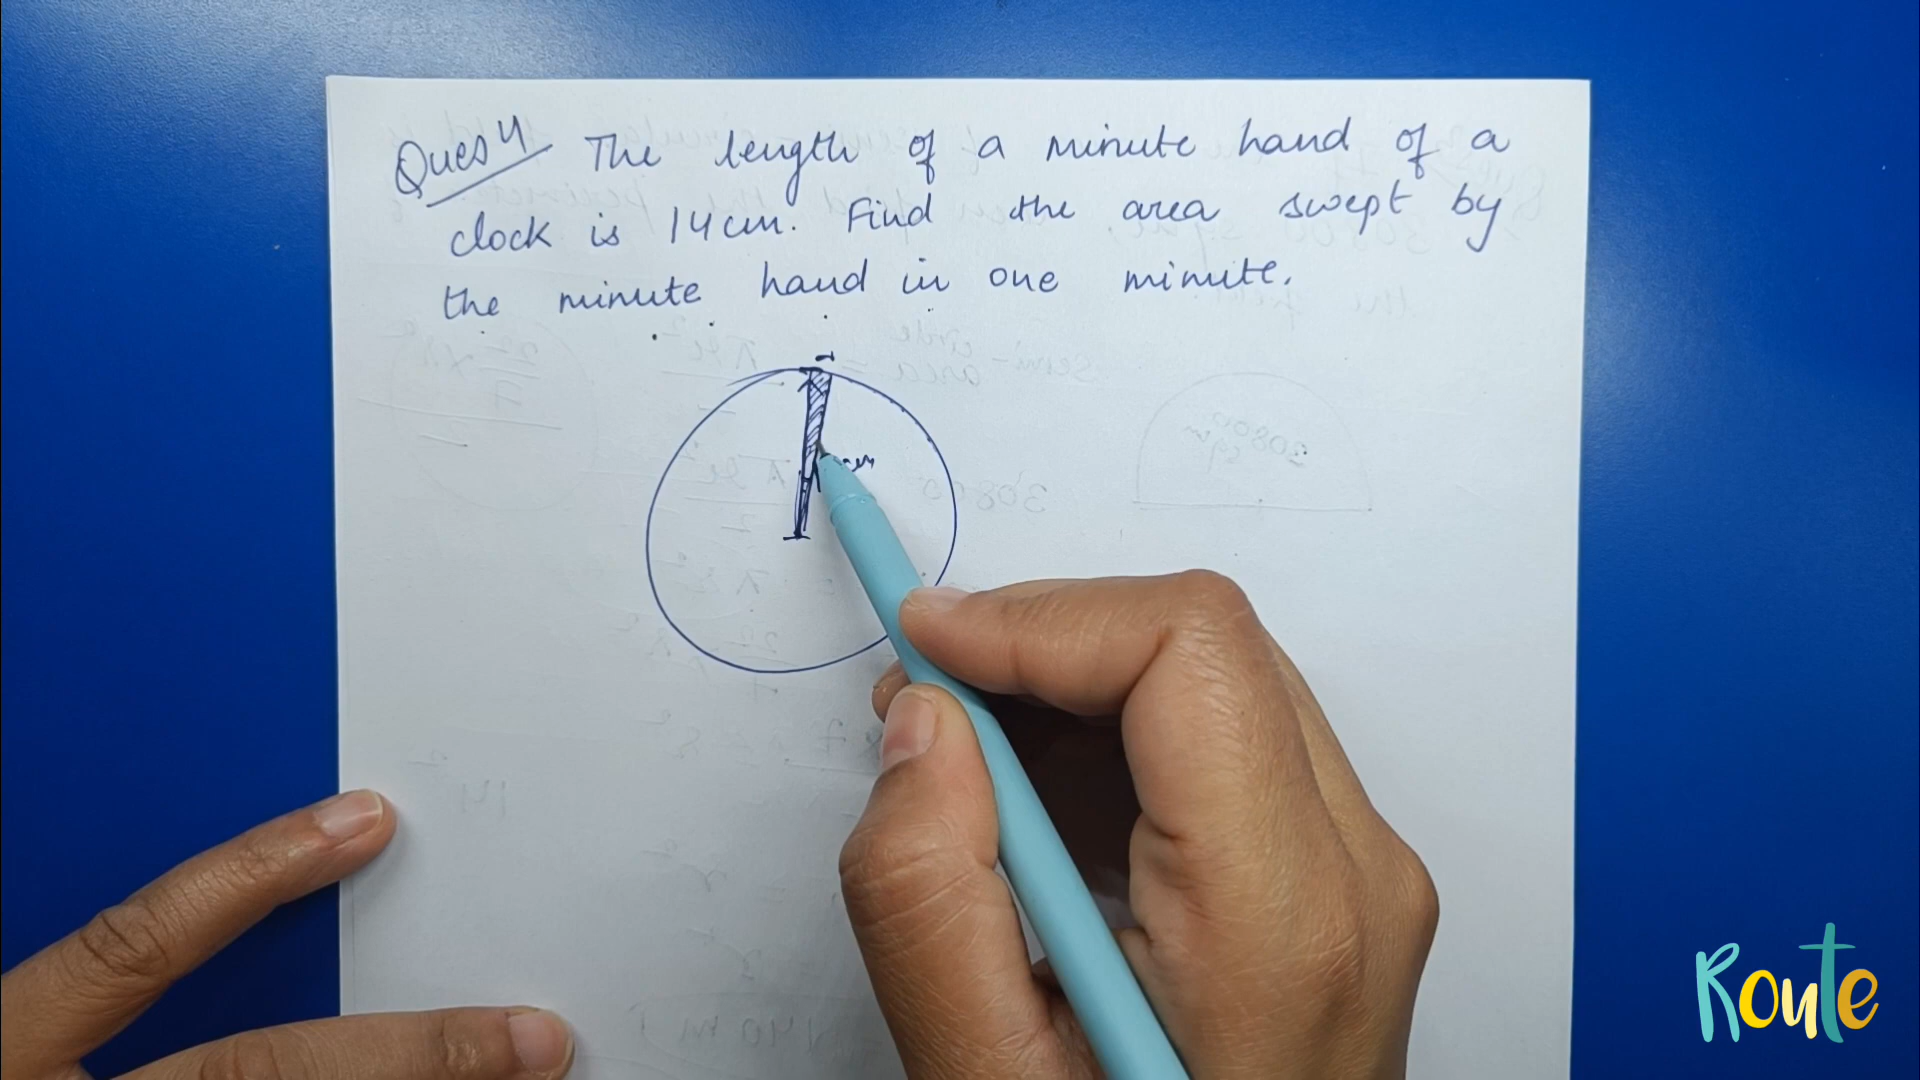 Ques 4 The length of a minute hand of a
clock is 14cm. Find the area swept by
the minute hand in one minute.
Route